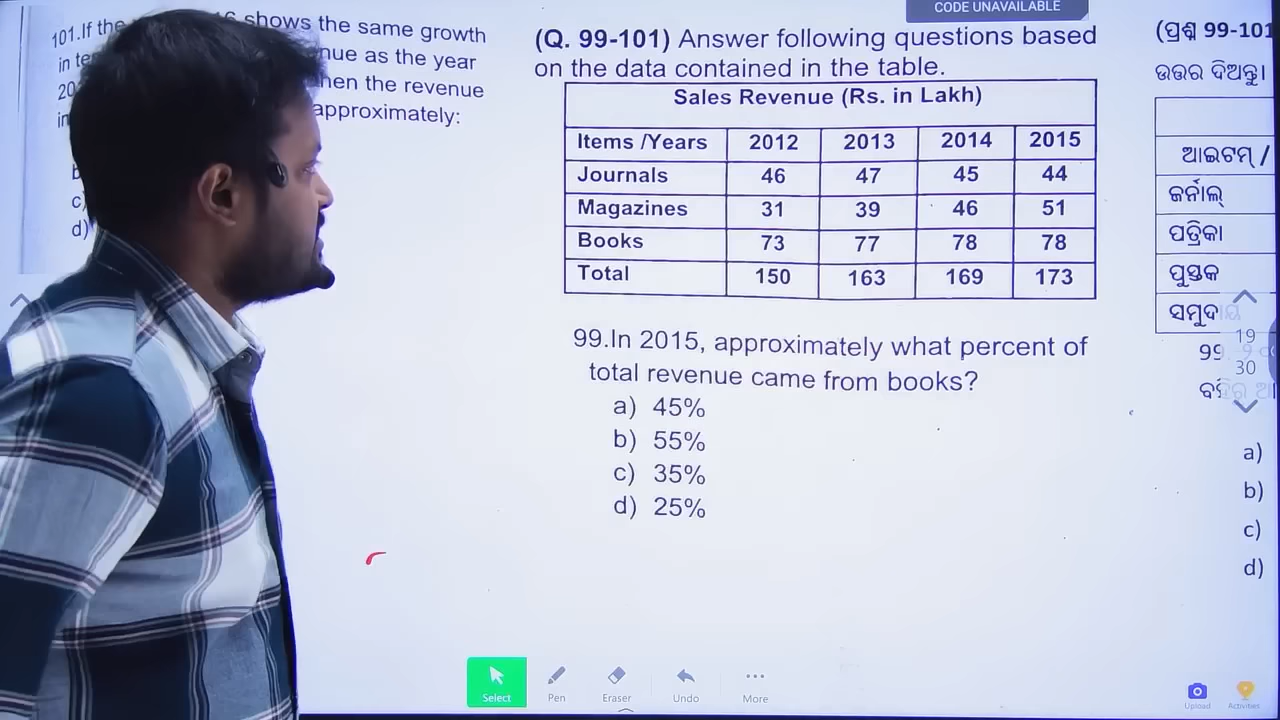 CODE UNAVAILABLE
101.If the shows the same growth
in nue as the year
20 hen the revenue
in approximately:
c)
d)
(Q. 99-101) Answer following questions based
on the data contained in the table.
Sales Revenue (Rs. in Lakh)
Items /Years 2012 2013 2014 2015
Journals 46 47 45 44
Magazines 31 39 46 51
Books 73 77 78 78
Total 150 163 169 173
99.In 2015, approximately what percent of
total revenue came from books?
a) 45%
b) 55%
c) 35%
d) 25%
(ପ୍ରଶ୍ନ 99-101
ଉତ୍ତର ଦିଅନ୍ତୁ।
ଆଇଟମ୍ /
ଜର୍ନାଲ୍
ପତ୍ରିକା
ପୁସ୍ତକ
ସମୁଦାୟ
19
30
a)
b)
c)
d)
Select Pen Eraser Undo More
Upload Activities